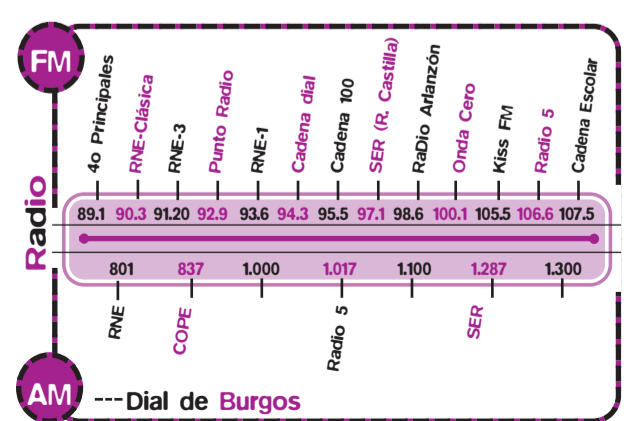 FM
4o Principales
RNE-Clásica
RNE-3
Punto Radio
RNE-1
Cadena dial
Cadena 100
SER (R. Castilla)
RaDio Arlanzón
Onda Cero
Kiss FM
Radio 5
Cadena Escolar
Radio
89.1 90.3 91.20 92.9 93.6 94.3 95.5 97.1 98.6 100.1 105.5 106.6 107.5
801 837 1.000 1.017 1.100 1.287 1.300
RNE
COPE
Radio 5
SER
AM
---Dial de Burgos